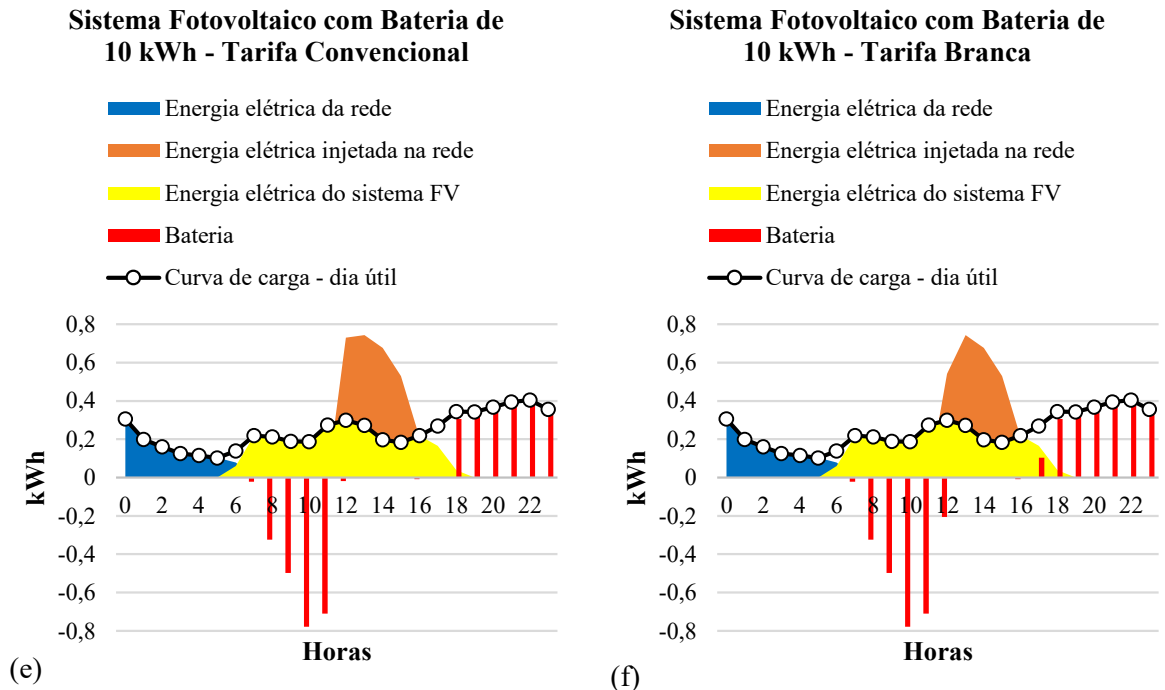 Sistema Fotovoltaico com Bateria de
10 kWh - Tarifa Convencional
Energia elétrica da rede
Energia elétrica injetada na rede
Energia elétrica do sistema FV
Bateria
Curva de carga - dia útil
0,8
0,6
0,4
0,2
0
-0,2
-0,4
-0,6
-0,8
kWh
0 2 4 6 8 10 12 14 16 18 20 22
Horas
(e)
Sistema Fotovoltaico com Bateria de
10 kWh - Tarifa Branca
Energia elétrica da rede
Energia elétrica injetada na rede
Energia elétrica do sistema FV
Bateria
Curva de carga - dia útil
0,8
0,6
0,4
0,2
0
-0,2
-0,4
-0,6
-0,8
kWh
0 2 4 6 8 10 12 14 16 18 20 22
Horas
(f)